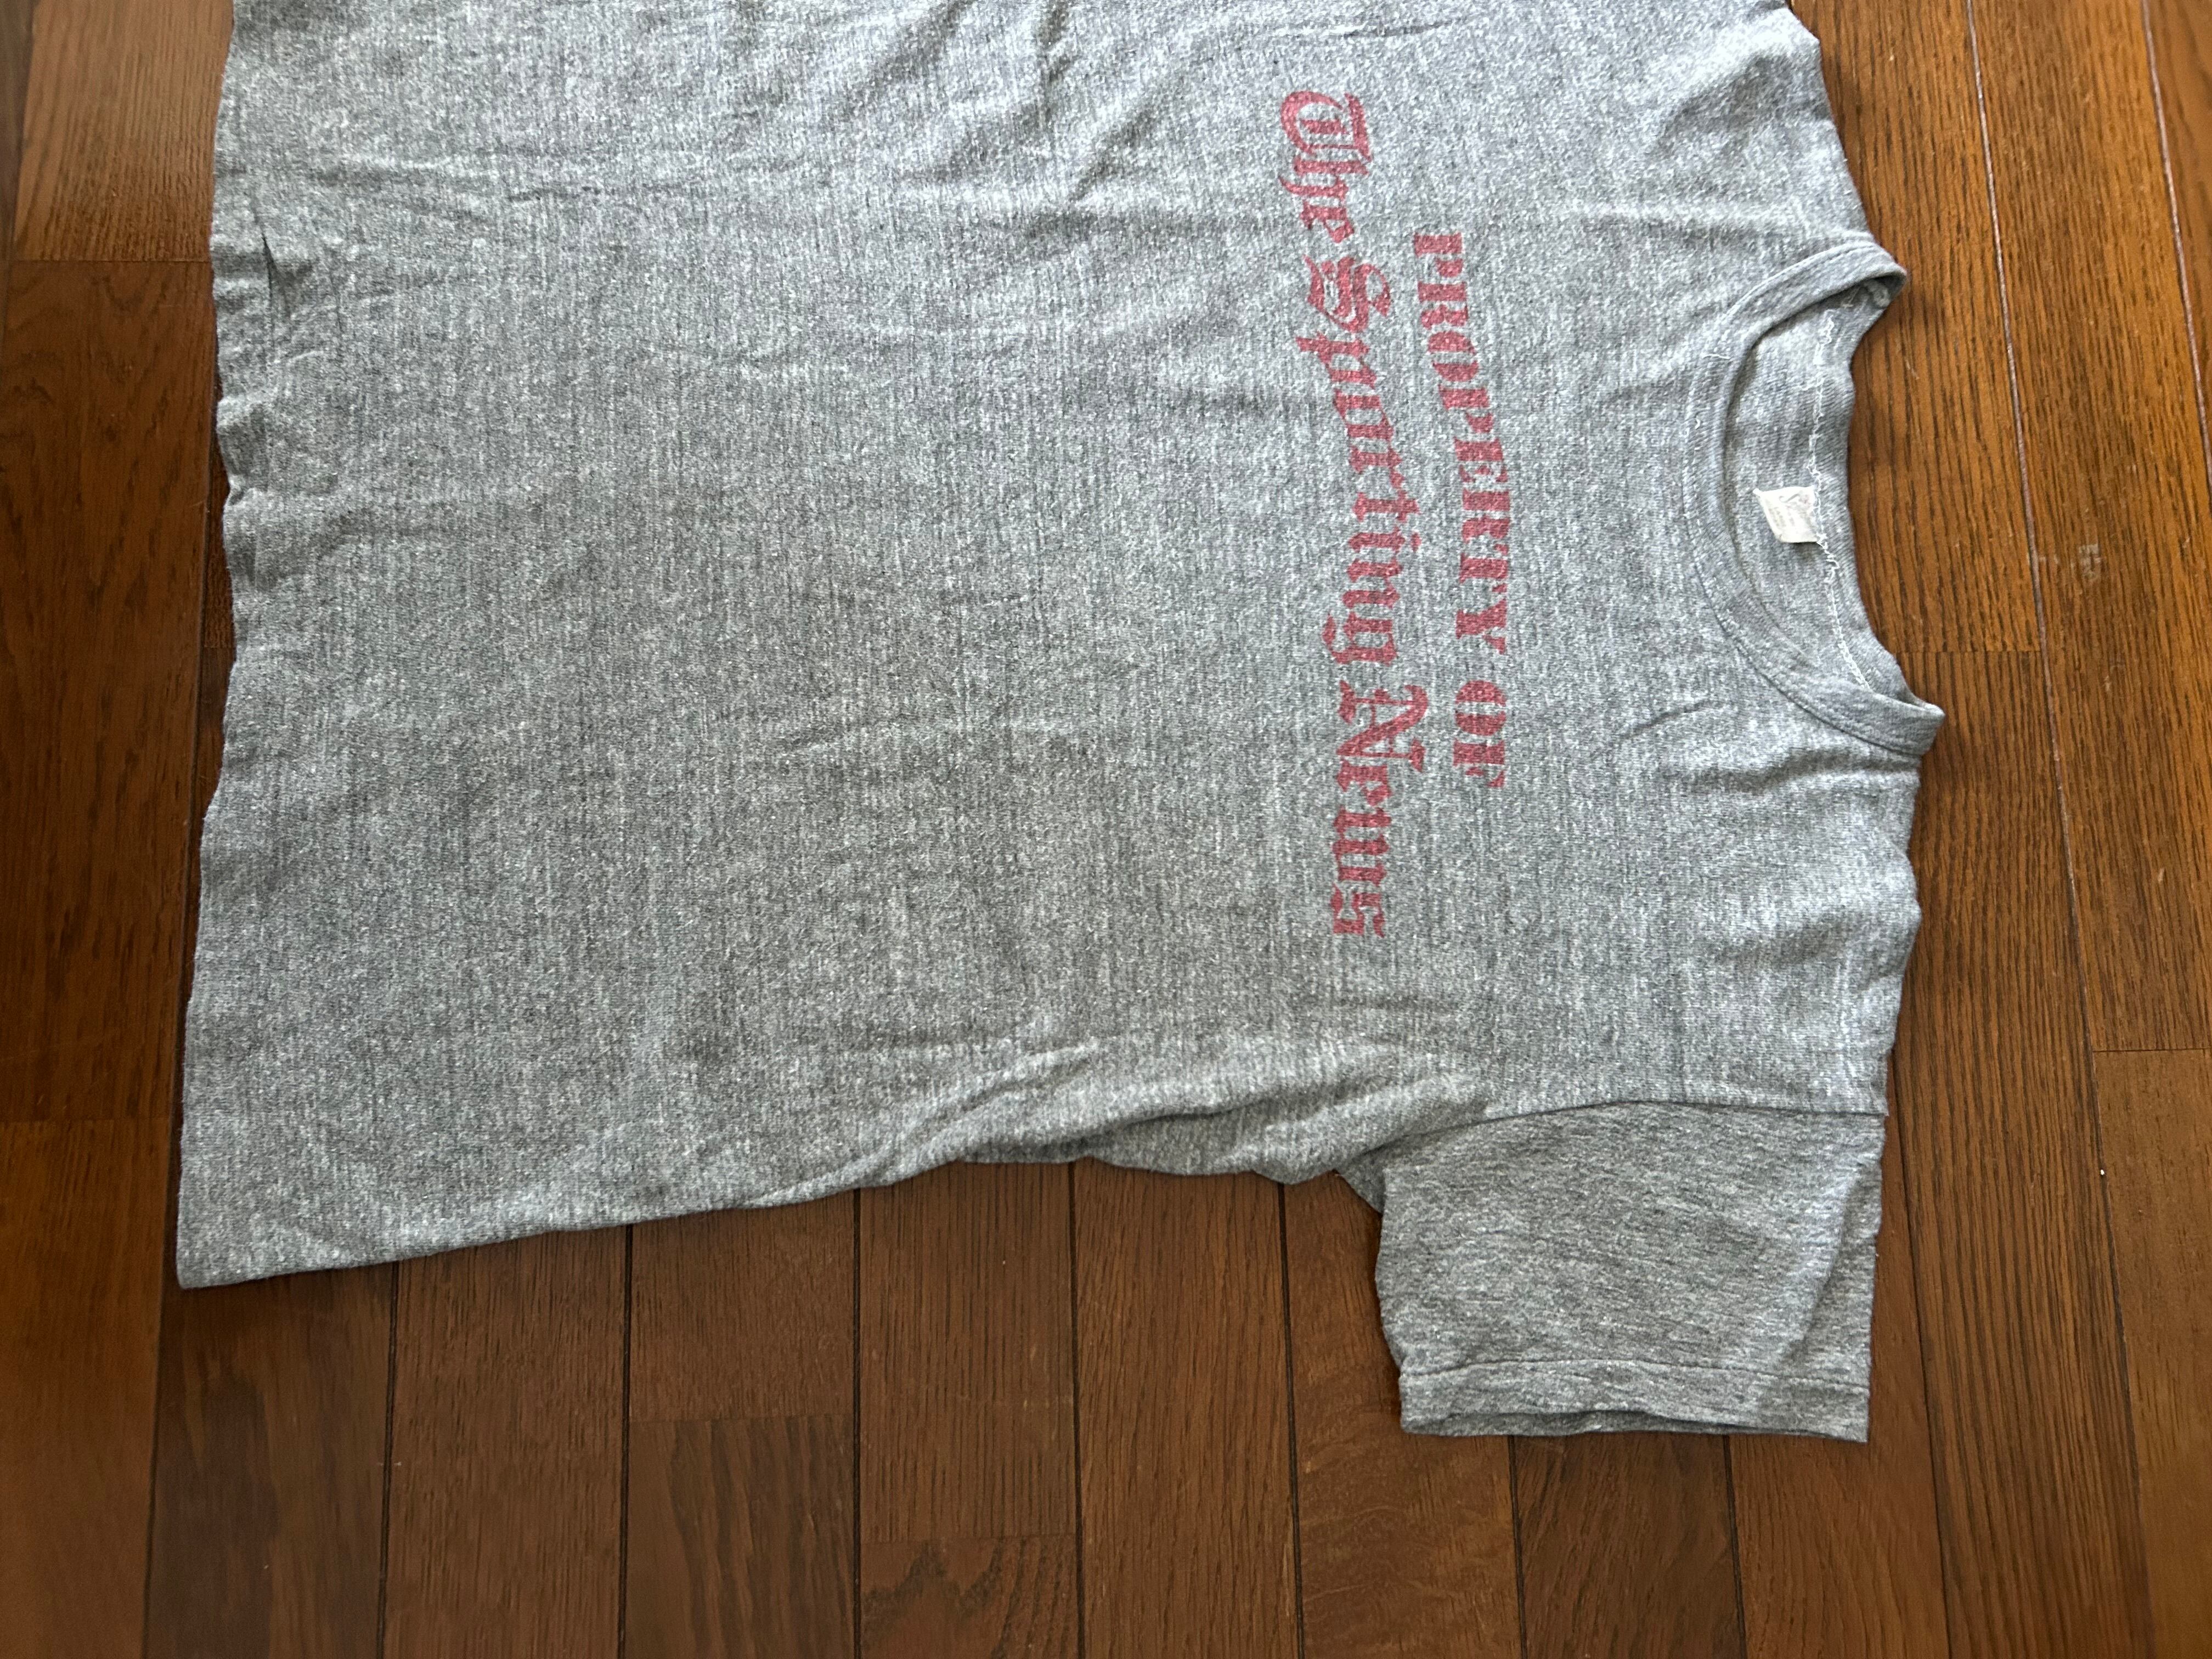 PROPERTY OF
The Sporting News